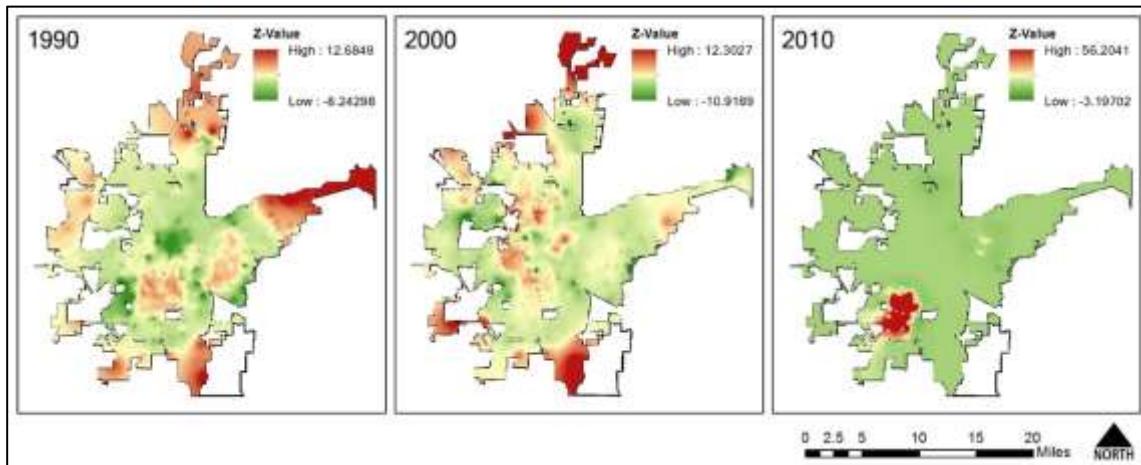 1990
Z-Value
High : 12.6848
Low : -6.24298
2000
Z-Value
High : 12.3027
Low : -10.9189
2010
Z-Value
High : 56.2041
Low : -3.19702
0 2.5 5 10 15 20
Miles
NORTH